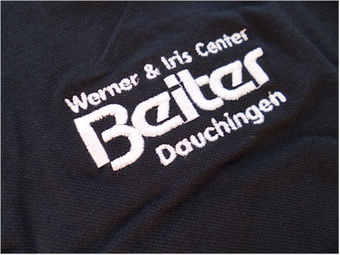 Werner & Iris Center
Beiter
Dauchingen